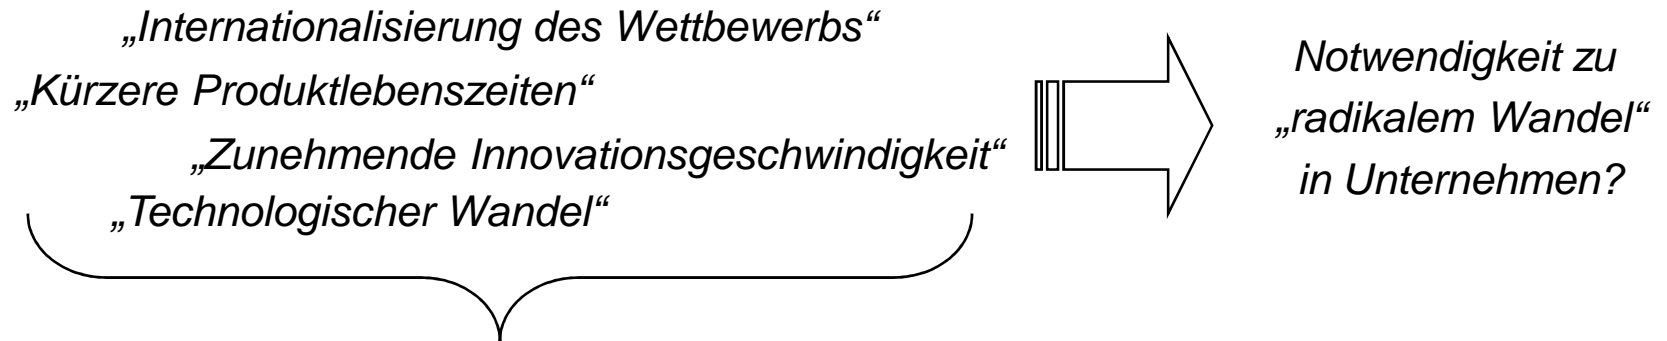 „Internationalisierung des Wettbewerbs“
„Kürzere Produktlebenszeiten“
„Zunehmende Innovationsgeschwindigkeit“
„Technologischer Wandel“
Notwendigkeit zu
„radikalem Wandel“
in Unternehmen?